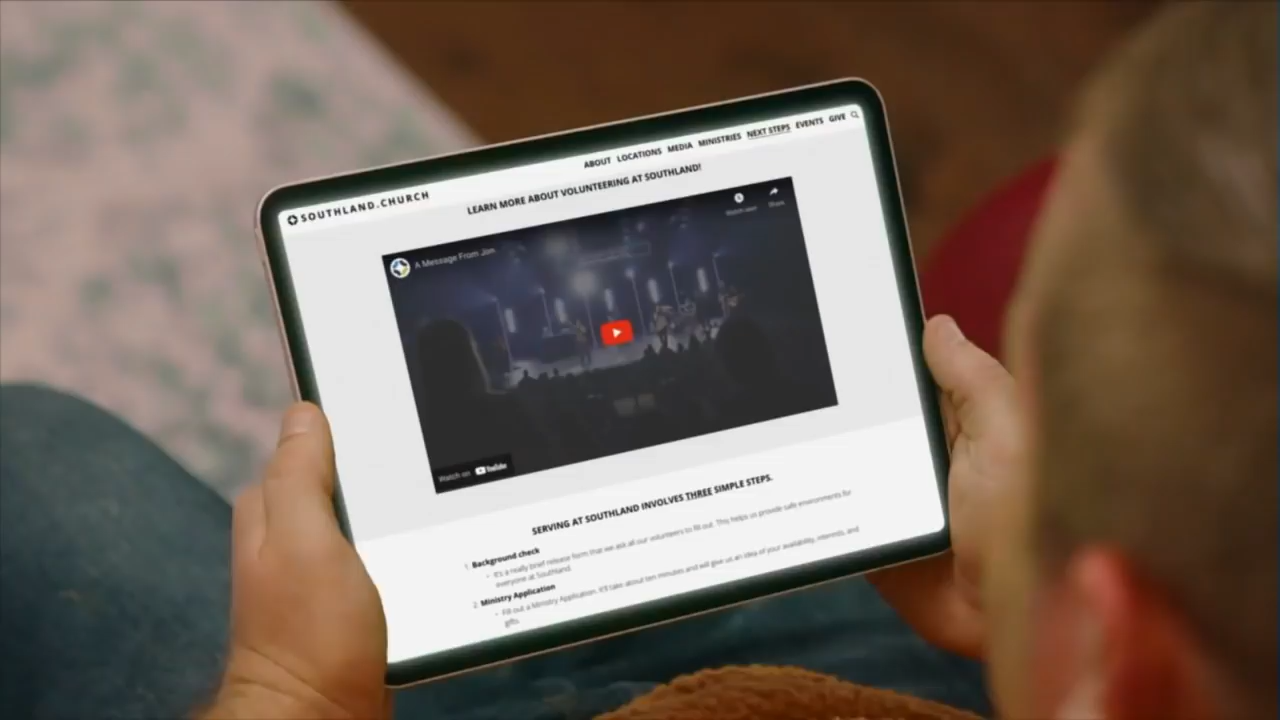 SOUTHLAND.CHURCH
ABOUT LOCATIONS MEDIA MINISTRIES NEXT STEPS EVENTS GIVE
LEARN MORE ABOUT VOLUNTEERING AT SOUTHLAND!
A Message From Jon
Watch later
Share
Watch on YouTube
SERVING AT SOUTHLAND INVOLVES THREE SIMPLE STEPS.
1. Background check
It's a really brief release form that we ask all our volunteers to fill out. This helps us provide safe environments for
everyone at Southland.
2. Ministry Application
Fill out a Ministry Application. It'll take about ten minutes and will give us an idea of your availability, interests, and
gifts.